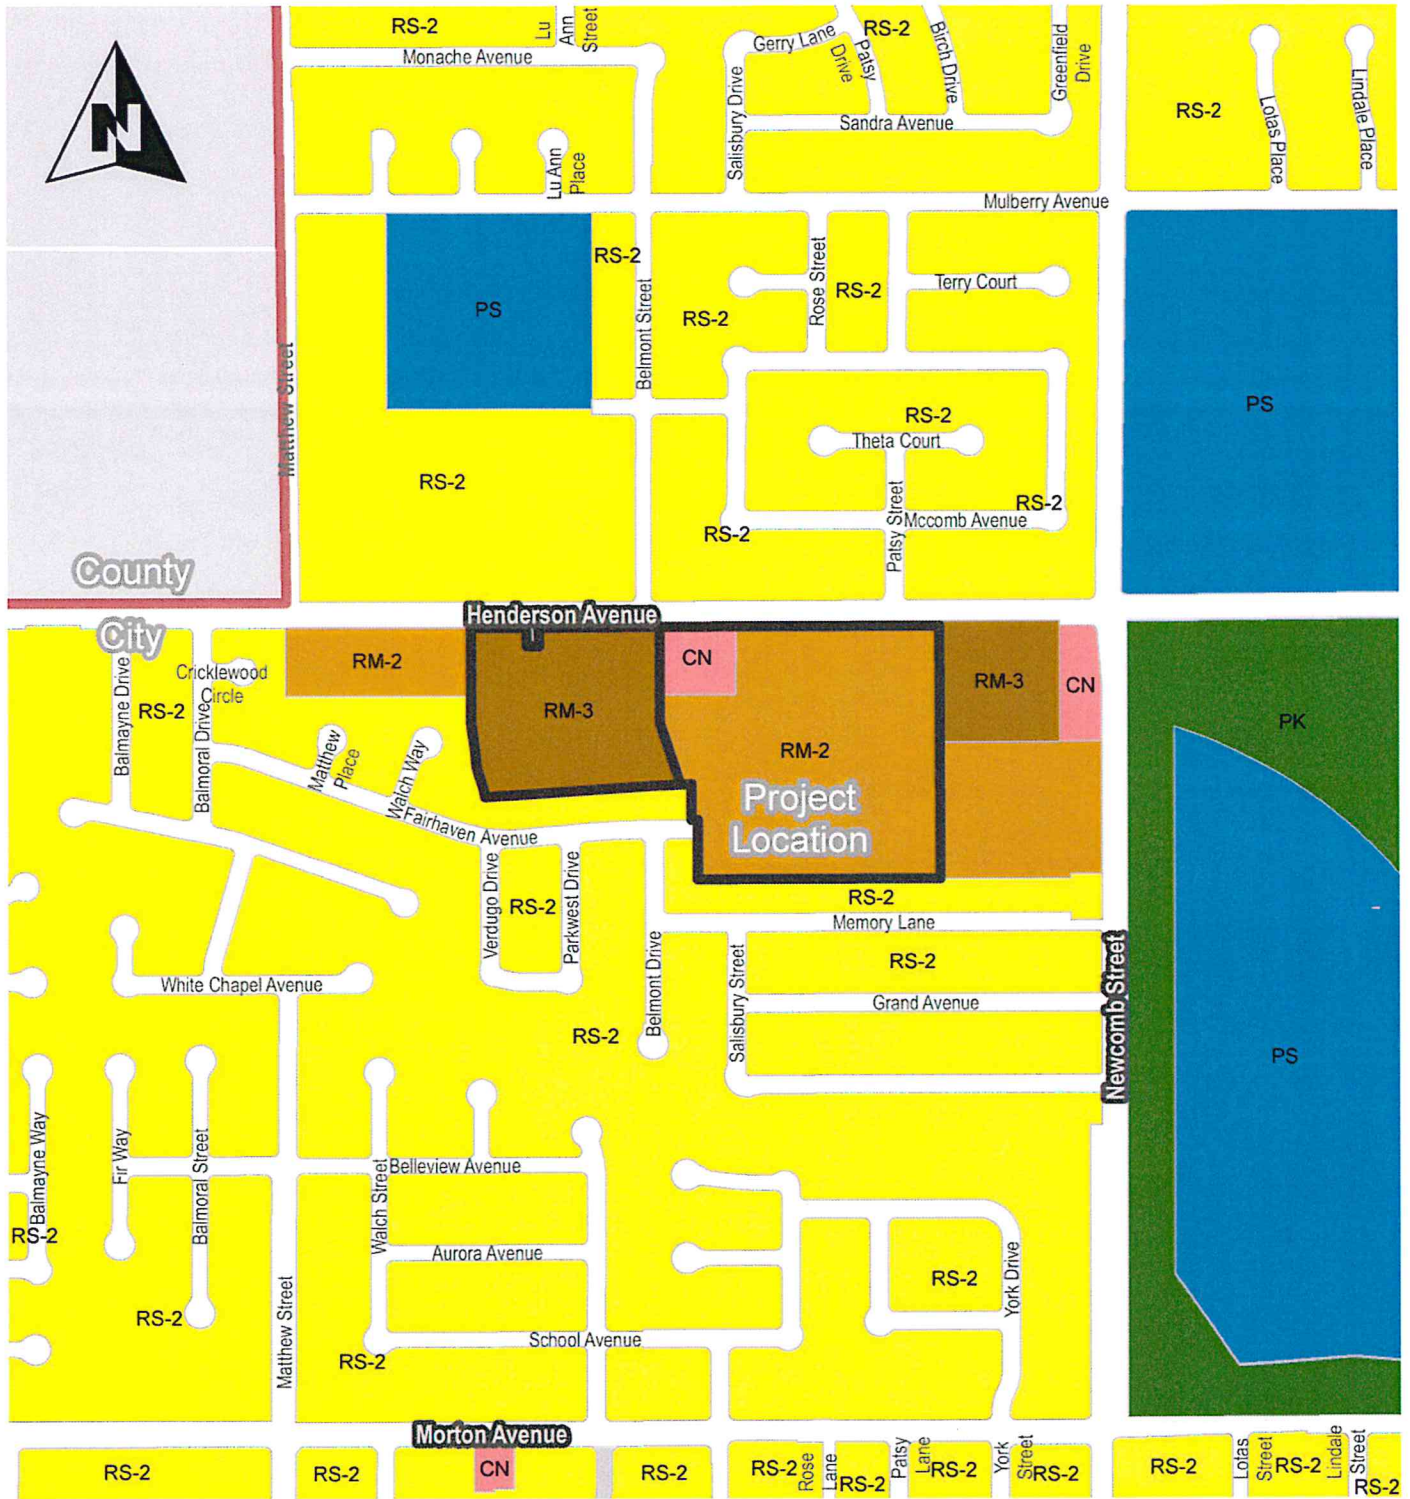 RS-2
Lu
Ann
Street
Monache Avenue
Gerry Lane
Patsy
Drive
RS-2
Birch Drive
Greenfield
Drive
RS-2
Lotas Place
Lindale Place
N
Salisbury Drive
Sandra Avenue
Lu Ann
Place
Mulberry Avenue
PS
RS-2
Belmont Street
RS-2
Rose Street
RS-2
Terry Court
PS
Matthew Street
RS-2
RS-2
Theta Court
RS-2
Patsy Street
Mccomb Avenue
RS-2
County
Henderson Avenue
City
Balmayne Drive
RS-2
Balmoral Drive
Cricklewood
Circle
RM-2
RM-3
CN
RM-2
RM-3
CN
PK
Matthew
Place
Walch Way
Project
Location
Fairhaven Avenue
Verdugo Drive
RS-2
Parkwest Drive
RS-2
Memory Lane
RS-2
Belmont Drive
Salisbury Street
Grand Avenue
Newcomb Street
White Chapel Avenue
RS-2
PS
Balmayne Way
Fir Way
Balmoral Street
Walch Street
Belleview Avenue
RS-2
Aurora Avenue
RS-2
York Drive
RS-2
Matthew Street
RS-2
School Avenue
Morton Avenue
RS-2
RS-2
CN
RS-2
RS-2
Rose
Lane
RS-2
Patsy
Lane
RS-2
York
Street
RS-2
RS-2
Lotas
Street
RS-2
Lindale
Street
RS-2